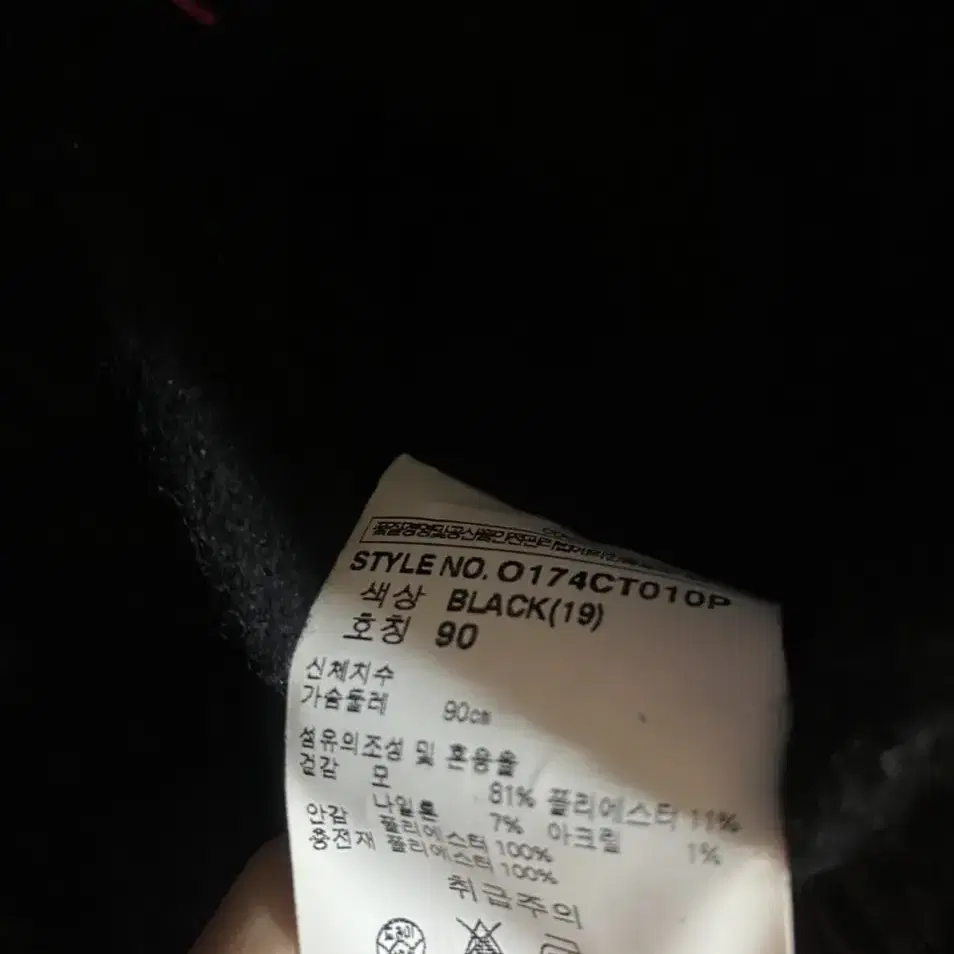 STYLE NO. O174CT010P
색상 BLACK(19)
호칭 90
신체치수
가슴둘레 90cm
섬유의조성 및 혼용율
겉감 모 81% 폴리에스터 11%
나일론 7% 아크릴 1%
안감 폴리에스터 100%
충전재 폴리에스터 100%
취급주의
드라이